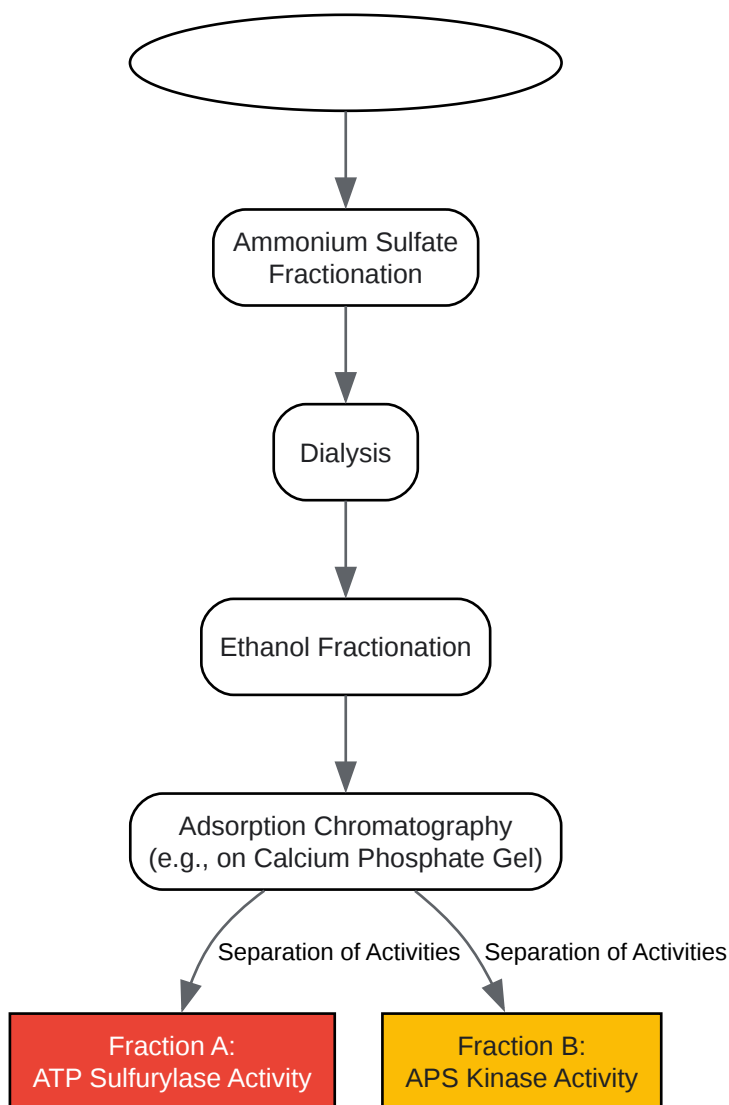 Ammonium Sulfate
Fractionation
Dialysis
Ethanol Fractionation
Adsorption Chromatography
(e.g., on Calcium Phosphate Gel)
Separation of Activities
Separation of Activities
Fraction A:
ATP Sulfurylase Activity
Fraction B:
APS Kinase Activity